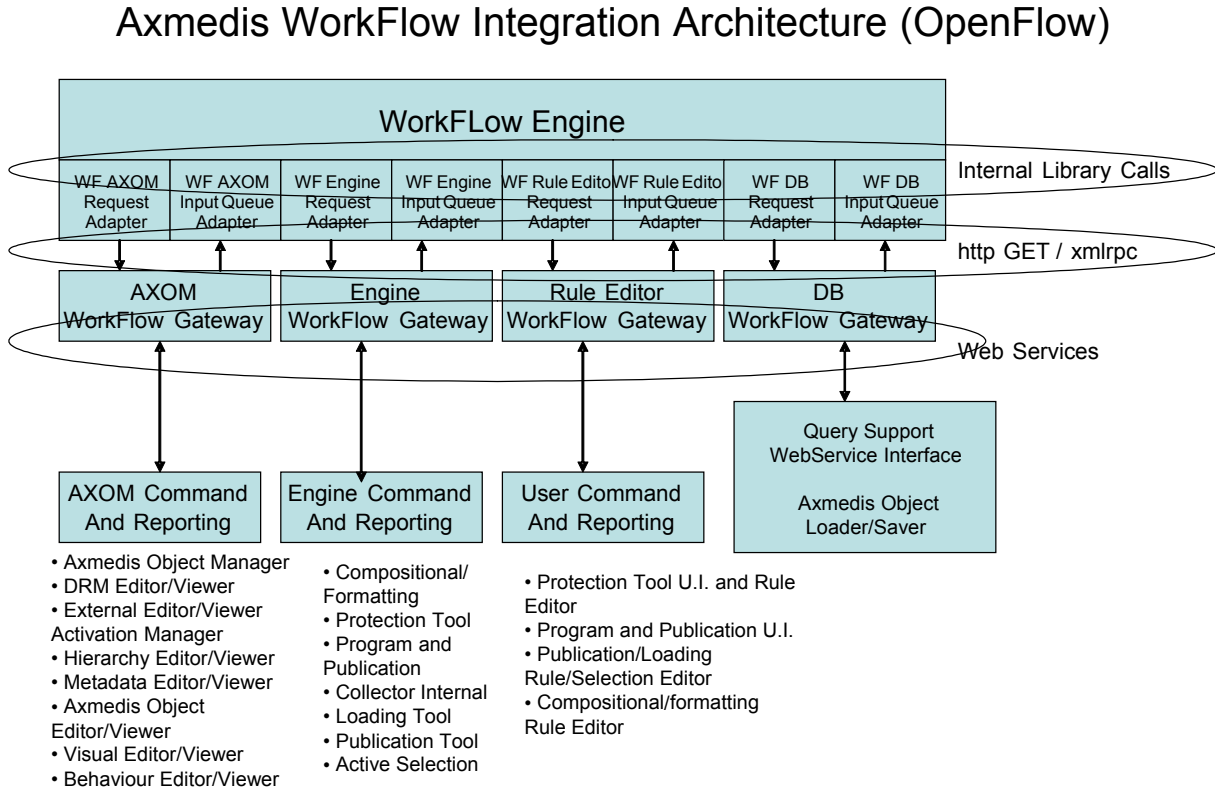 Axmedis WorkFlow Integration Architecture (OpenFlow)
WorkFLow Engine
Internal Library Calls
WF AXOM
Request
Adapter
WF AXOM
Input Queue
Adapter
WF Engine
Request
Adapter
WF Engine
Input Queue
Adapter
WF Rule Edito
Request
Adapter
WF Rule Edito
Input Queue
Adapter
WF DB
Request
Adapter
WF DB
Input Queue
Adapter
http GET / xmlrpc
AXOM
WorkFlow Gateway
Engine
WorkFlow Gateway
Rule Editor
WorkFlow Gateway
DB
WorkFlow Gateway
Web Services
Query Support
WebService Interface
Axmedis Object
Loader/Saver
AXOM Command
And Reporting
Engine Command
And Reporting
User Command
And Reporting
• Axmedis Object Manager
• DRM Editor/Viewer
• External Editor/Viewer
Activation Manager
• Hierarchy Editor/Viewer
• Metadata Editor/Viewer
• Axmedis Object
Editor/Viewer
• Visual Editor/Viewer
• Behaviour Editor/Viewer
• Compositional/
Formatting
• Protection Tool
• Program and
Publication
• Collector Internal
• Loading Tool
• Publication Tool
• Active Selection
• Protection Tool U.I. and Rule
Editor
• Program and Publication U.I.
• Publication/Loading
Rule/Selection Editor
• Compositional/formatting
Rule Editor